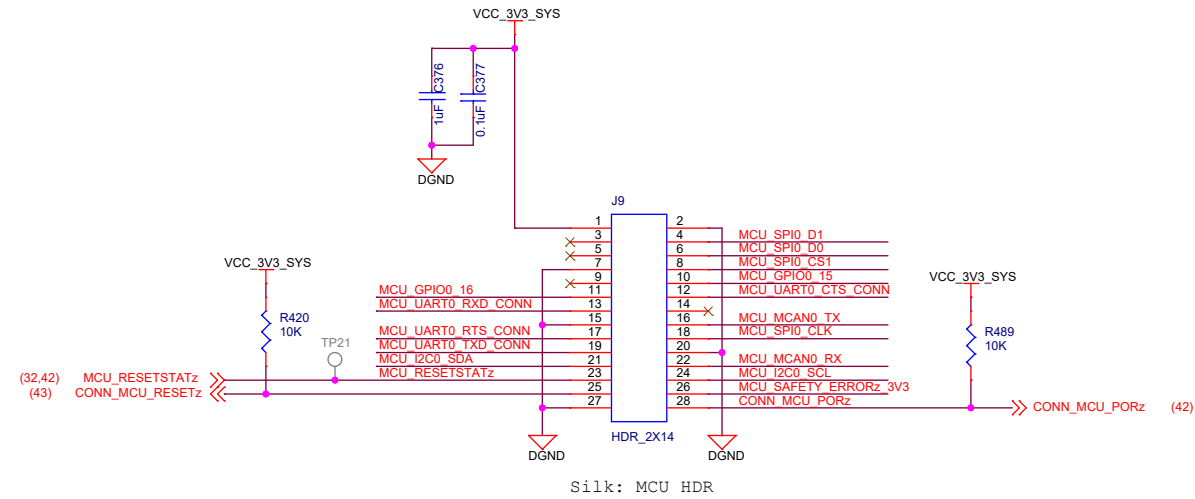 VCC_3V3_SYS
C376
1uF
C377
0.1uF
DGND
J9
1 2
3 4 MCU_SPI0_D1
5 6 MCU_SPI0_D0
7 8 MCU_SPI0_CS1
9 10 MCU_GPIO0_15
MCU_GPIO0_16 11 12 MCU_UART0_CTS_CONN
MCU_UART0_RXD_CONN 13 14
15 16 MCU_MCAN0_TX
MCU_UART0_RTS_CONN 17 18 MCU_SPI0_CLK
MCU_UART0_TXD_CONN 19 20
MCU_I2C0_SDA 21 22 MCU_MCAN0_RX
(32,42) MCU_RESETSTATz MCU_RESETSTATz 23 24 MCU_I2C0_SCL
(43) CONN_MCU_RESETz 25 26 MCU_SAFETY_ERRORz_3V3
27 28 CONN_MCU_PORz CONN_MCU_PORz (42)
VCC_3V3_SYS
R420
10K
TP21
VCC_3V3_SYS
R489
10K
HDR_2X14
DGND DGND
Silk: MCU HDR